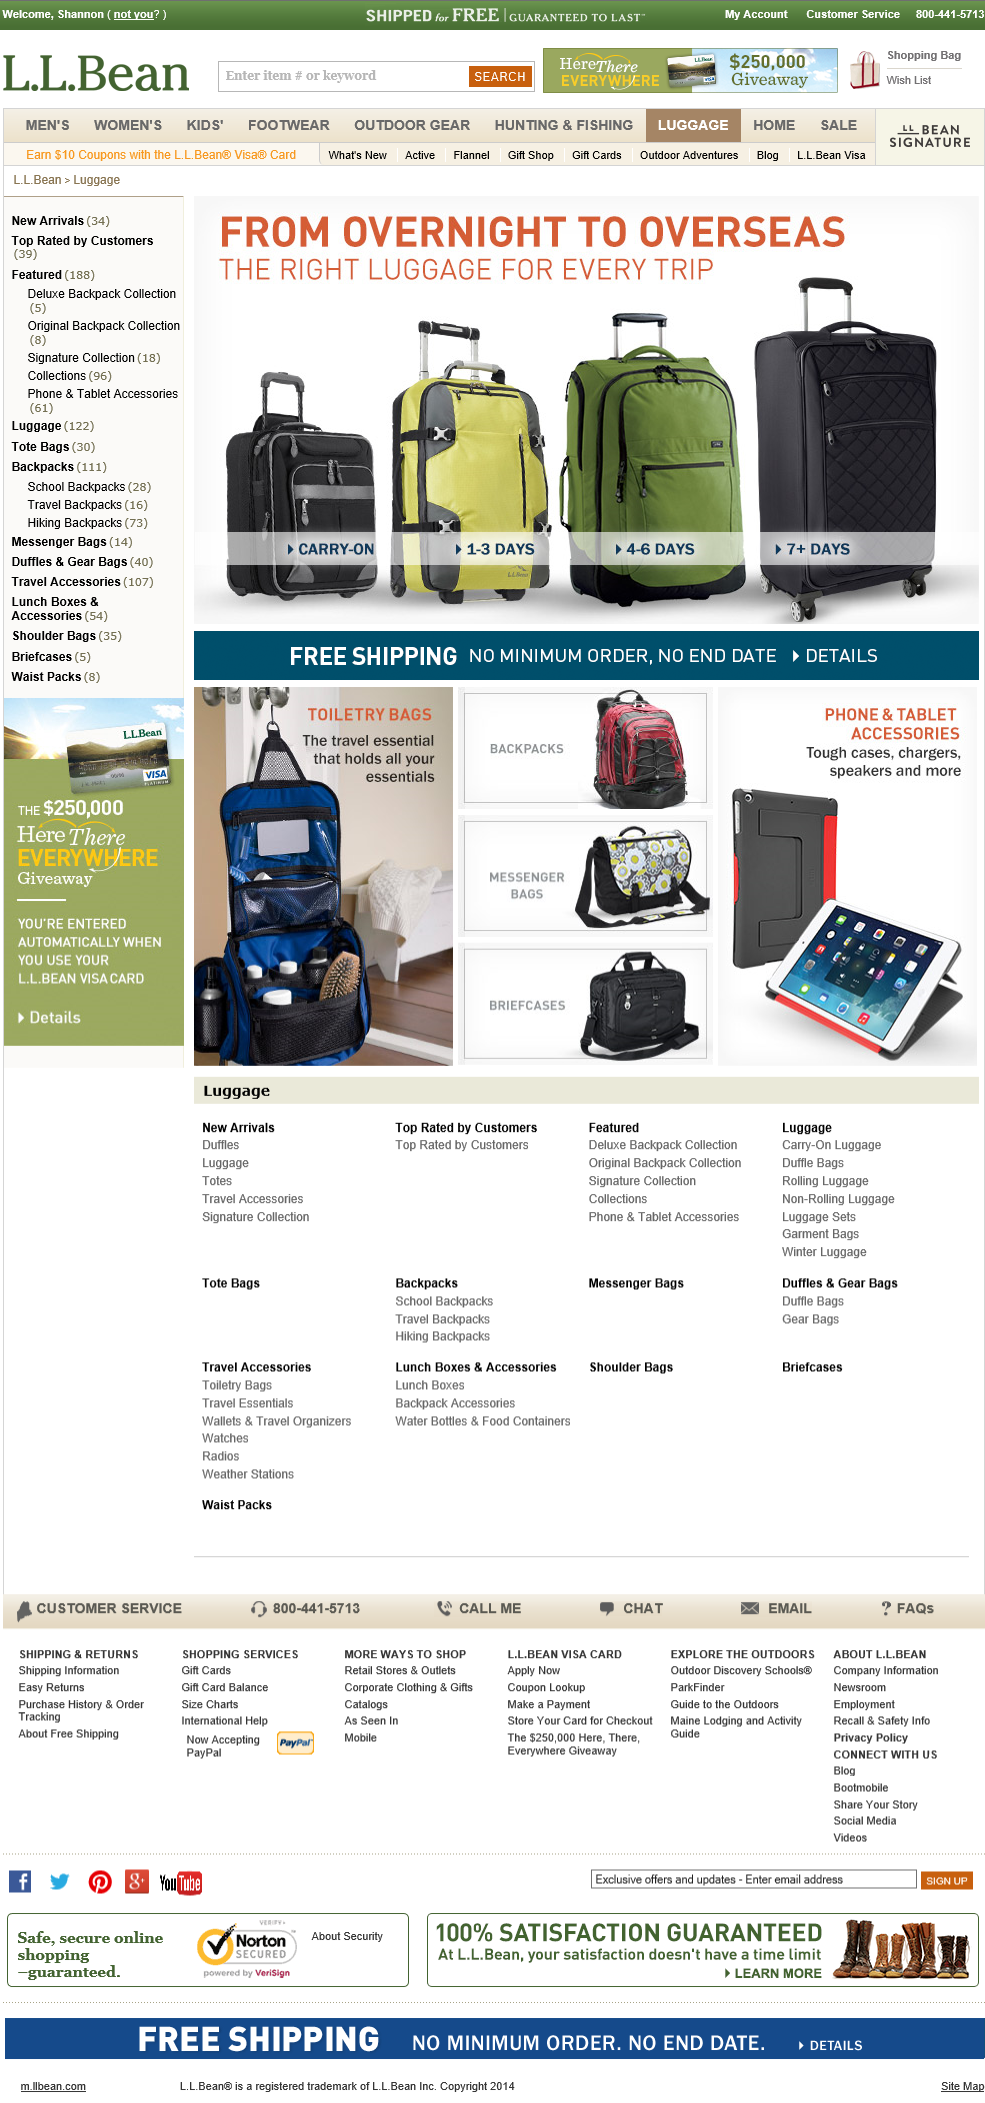 Welcome, Shannon ( not you? )
SHIPPED for FREE | GUARANTEED TO LAST™
My Account Customer Service 800-441-5713
L.L.Bean
Enter item # or keyword
SEARCH
Here There EVERYWHERE
$250,000 Giveaway
Shopping Bag
Wish List
MEN'S WOMEN'S KIDS' FOOTWEAR OUTDOOR GEAR HUNTING & FISHING LUGGAGE HOME SALE
LL BEAN
SIGNATURE
Earn $10 Coupons with the L.L.Bean® Visa® Card
What's New Active Flannel Gift Shop Gift Cards Outdoor Adventures Blog L.L.Bean Visa
L.L.Bean > Luggage
New Arrivals (34)
Top Rated by Customers
(39)
Featured (188)
Deluxe Backpack Collection
(5)
Original Backpack Collection
(8)
Signature Collection (18)
Collections (96)
Phone & Tablet Accessories
(61)
Luggage (122)
Tote Bags (30)
Backpacks (111)
School Backpacks (28)
Travel Backpacks (16)
Hiking Backpacks (73)
Messenger Bags (14)
Duffles & Gear Bags (40)
Travel Accessories (107)
Lunch Boxes &
Accessories (54)
Shoulder Bags (35)
Briefcases (5)
Waist Packs (8)
L.L.Bean
VISA
THE $250,000
Here There
EVERYWHERE
Giveaway
YOU'RE ENTERED
AUTOMATICALLY WHEN
YOU USE YOUR
L.L.BEAN VISA CARD
Details
FROM OVERNIGHT TO OVERSEAS
THE RIGHT LUGGAGE FOR EVERY TRIP
CARRY-ON
1-3 DAYS
4-6 DAYS
7+ DAYS
FREE SHIPPING NO MINIMUM ORDER, NO END DATE DETAILS
TOILETRY BAGS
The travel essential
that holds all your
essentials
BACKPACKS
MESSENGER
BAGS
BRIEFCASES
PHONE & TABLET
ACCESSORIES
Tough cases, chargers,
speakers and more
Luggage
New Arrivals
Duffles
Luggage
Totes
Travel Accessories
Signature Collection
Top Rated by Customers
Top Rated by Customers
Featured
Deluxe Backpack Collection
Original Backpack Collection
Signature Collection
Collections
Phone & Tablet Accessories
Luggage
Carry-On Luggage
Duffle Bags
Rolling Luggage
Non-Rolling Luggage
Luggage Sets
Garment Bags
Winter Luggage
Tote Bags
Backpacks
School Backpacks
Travel Backpacks
Hiking Backpacks
Messenger Bags
Duffles & Gear Bags
Duffle Bags
Gear Bags
Travel Accessories
Toiletry Bags
Travel Essentials
Wallets & Travel Organizers
Watches
Radios
Weather Stations
Lunch Boxes & Accessories
Lunch Boxes
Backpack Accessories
Water Bottles & Food Containers
Shoulder Bags
Briefcases
Waist Packs
CUSTOMER SERVICE 800-441-5713 CALL ME CHAT EMAIL FAQs
SHIPPING & RETURNS
Shipping Information
Easy Returns
Purchase History & Order
Tracking
About Free Shipping
SHOPPING SERVICES
Gift Cards
Gift Card Balance
Size Charts
International Help
Now Accepting
PayPal
PayPal
MORE WAYS TO SHOP
Retail Stores & Outlets
Corporate Clothing & Gifts
Catalogs
As Seen In
Mobile
L.L.BEAN VISA CARD
Apply Now
Coupon Lookup
Make a Payment
Store Your Card for Checkout
The $250,000 Here, There,
Everywhere Giveaway
EXPLORE THE OUTDOORS
Outdoor Discovery Schools®
ParkFinder
Guide to the Outdoors
Maine Lodging and Activity
Guide
ABOUT L.L.BEAN
Company Information
Newsroom
Employment
Recall & Safety Info
Privacy Policy
CONNECT WITH US
Blog
Bootmobile
Share Your Story
Social Media
Videos
YouTube
Exclusive offers and updates - Enter email address
SIGN UP
Safe, secure online
shopping
–guaranteed.
VERIFY▸
Norton
SECURED
powered by VeriSign
About Security
100% SATISFACTION GUARANTEED
At L.L.Bean, your satisfaction doesn't have a time limit
LEARN MORE
FREE SHIPPING NO MINIMUM ORDER. NO END DATE. DETAILS
m.llbean.com
L.L.Bean® is a registered trademark of L.L.Bean Inc. Copyright 2014
Site Map